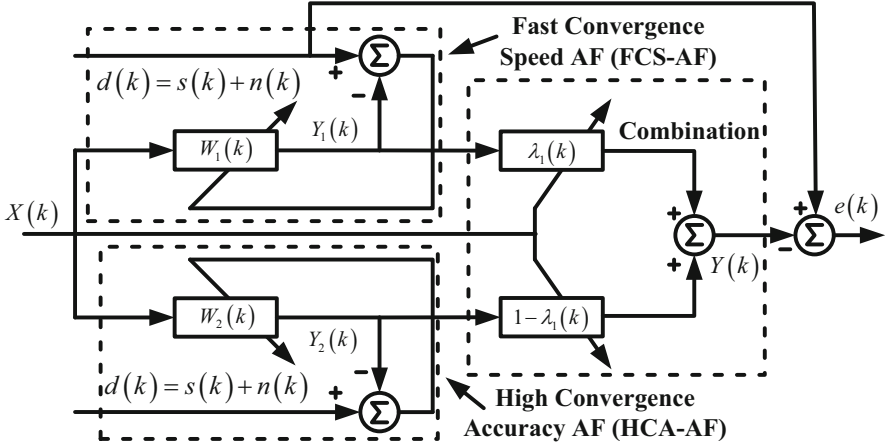 Fast Convergence
Speed AF (FCS-AF)
Σ
+
−
d(k) = s(k) + n(k)
W₁(k)
Y₁(k)
λ₁(k)
Combination
X(k)
+
Σ
+
Y(k)
+
−
Σ
e(k)
W₂(k)
Y₂(k)
1−λ₁(k)
d(k) = s(k) + n(k)
−
+
Σ
High Convergence
Accuracy AF (HCA-AF)